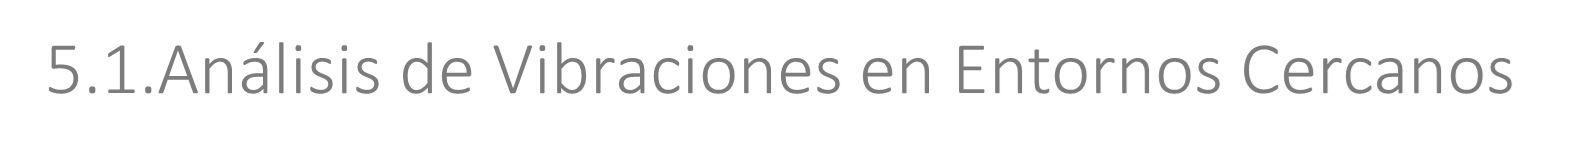 5.1.Análisis de Vibraciones en Entornos Cercanos